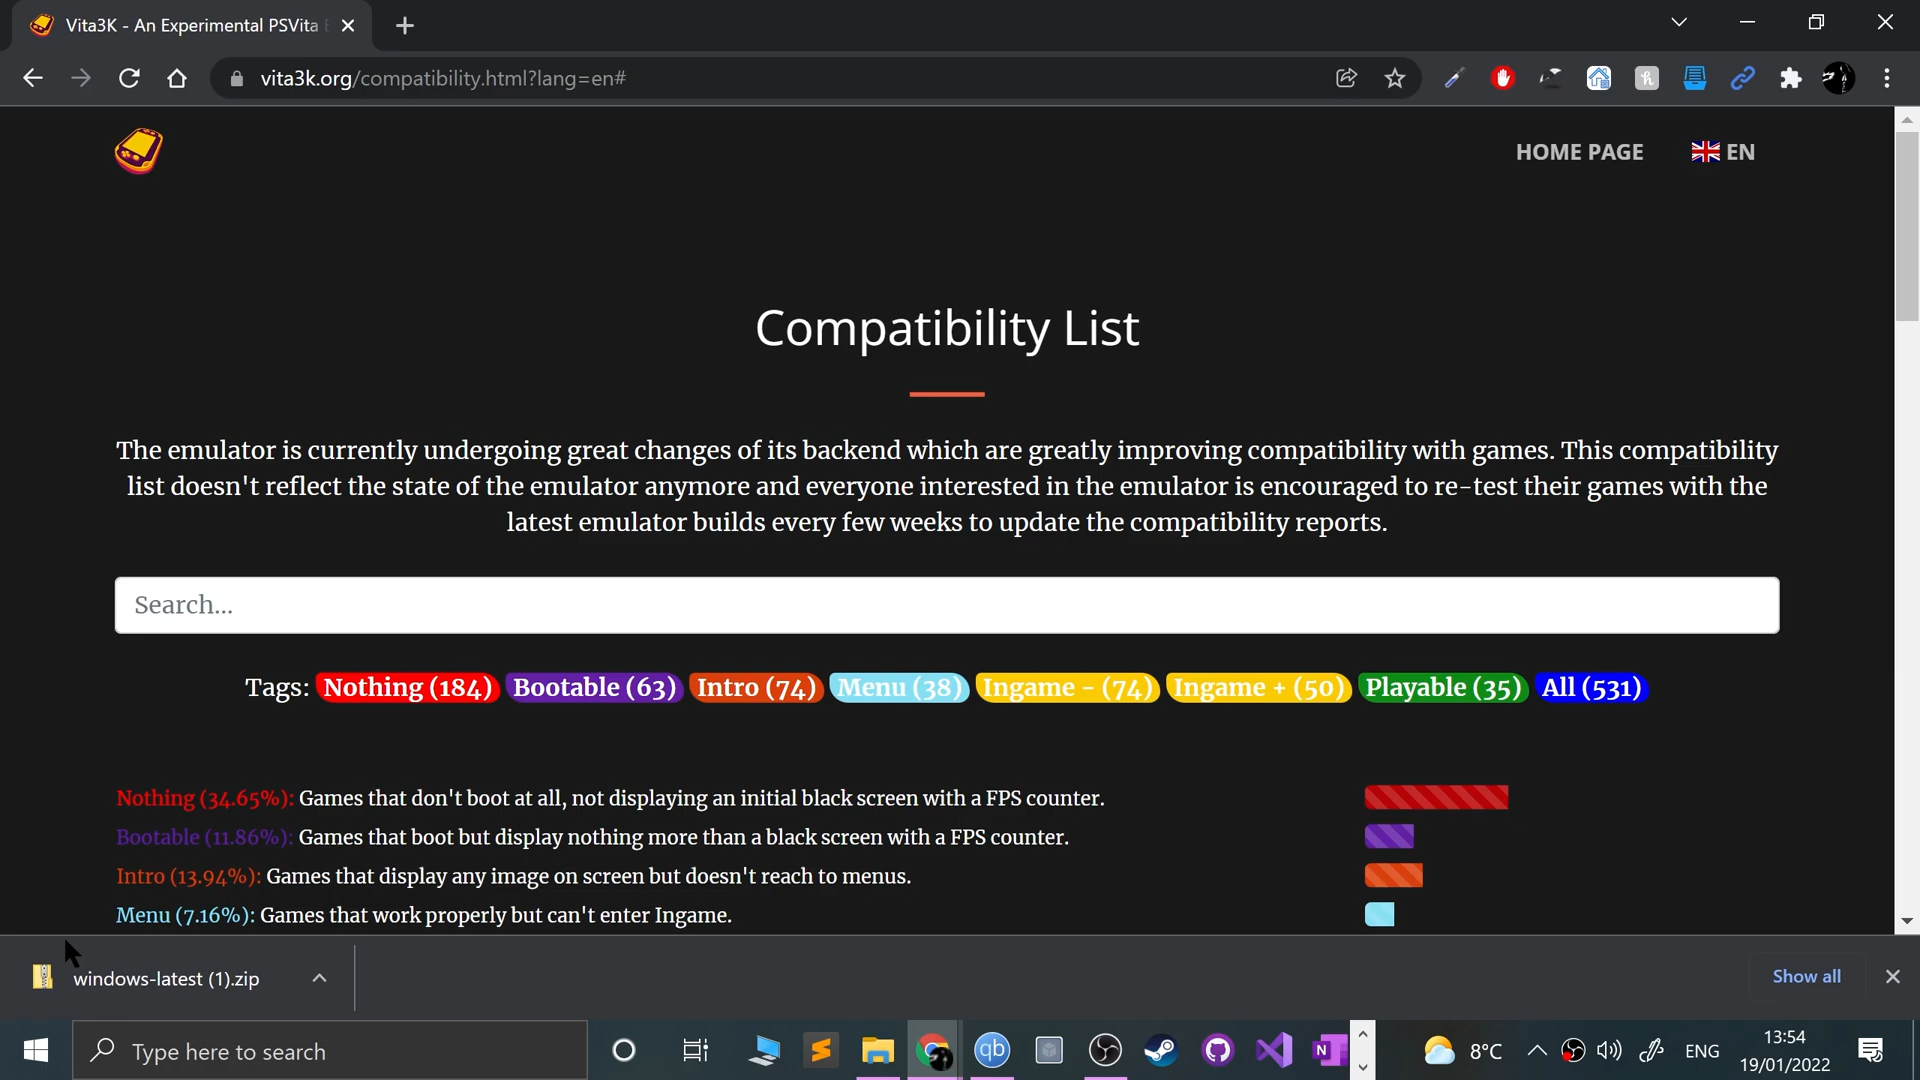 Vita3K - An Experimental PSVita
vita3k.org/compatibility.html?lang=en#
HOME PAGE
EN
Compatibility List
The emulator is currently undergoing great changes of its backend which are greatly improving compatibility with games. This compatibility
list doesn't reflect the state of the emulator anymore and everyone interested in the emulator is encouraged to re-test their games with the
latest emulator builds every few weeks to update the compatibility reports.
Search...
Tags: Nothing (184) Bootable (63) Intro (74) Menu (38) Ingame - (74) Ingame + (50) Playable (35) All (531)
Nothing (34.65%): Games that don't boot at all, not displaying an initial black screen with a FPS counter.
Bootable (11.86%): Games that boot but display nothing more than a black screen with a FPS counter.
Intro (13.94%): Games that display any image on screen but doesn't reach to menus.
Menu (7.16%): Games that work properly but can't enter Ingame.
windows-latest (1).zip
Show all
Type here to search
qb
N
8°C
ENG
13:54
19/01/2022